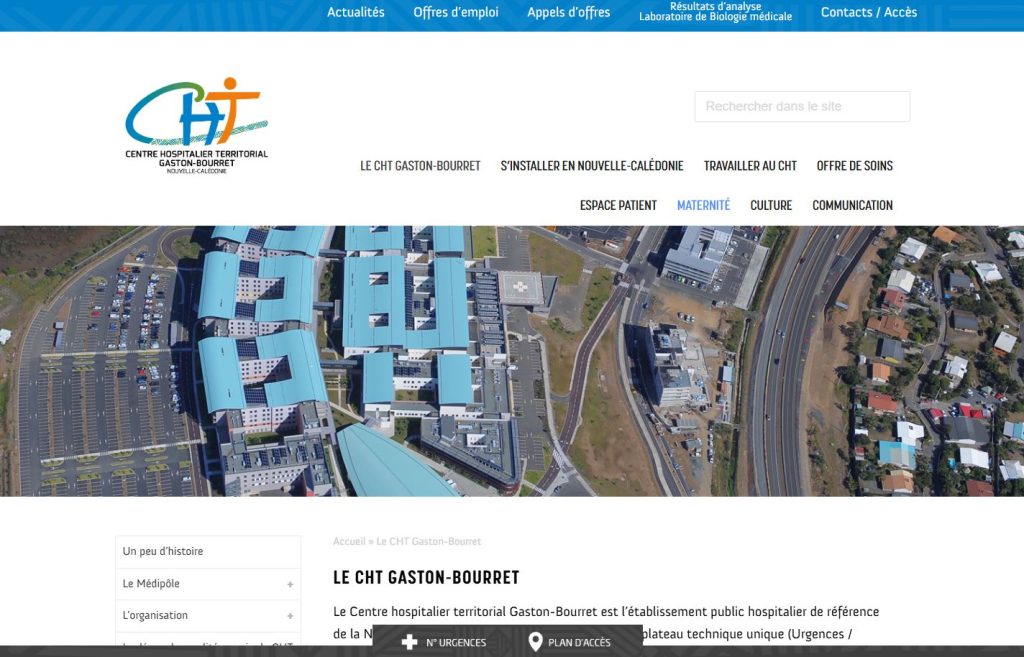 Actualités
Offres d'emploi
Appels d'offres
Résultats d'analyse
Laboratoire de Biologie médicale
Contacts / Accès
CHT
CENTRE HOSPITALIER TERRITORIAL
GASTON-BOURRET
NOUVELLE-CALÉDONIE
Rechercher dans le site
LE CHT GASTON-BOURRET
S'INSTALLER EN NOUVELLE-CALÉDONIE
TRAVAILLER AU CHT
OFFRE DE SOINS
ESPACE PATIENT
MATERNITÉ
CULTURE
COMMUNICATION
Un peu d'histoire
Le Médipôle +
L'organisation +
Accueil » Le CHT Gaston-Bourret
LE CHT GASTON-BOURRET
Le Centre hospitalier territorial Gaston-Bourret est l'établissement public hospitalier de référence
de la N plateau technique unique (Urgences /
N° URGENCES
PLAN D'ACCÈS